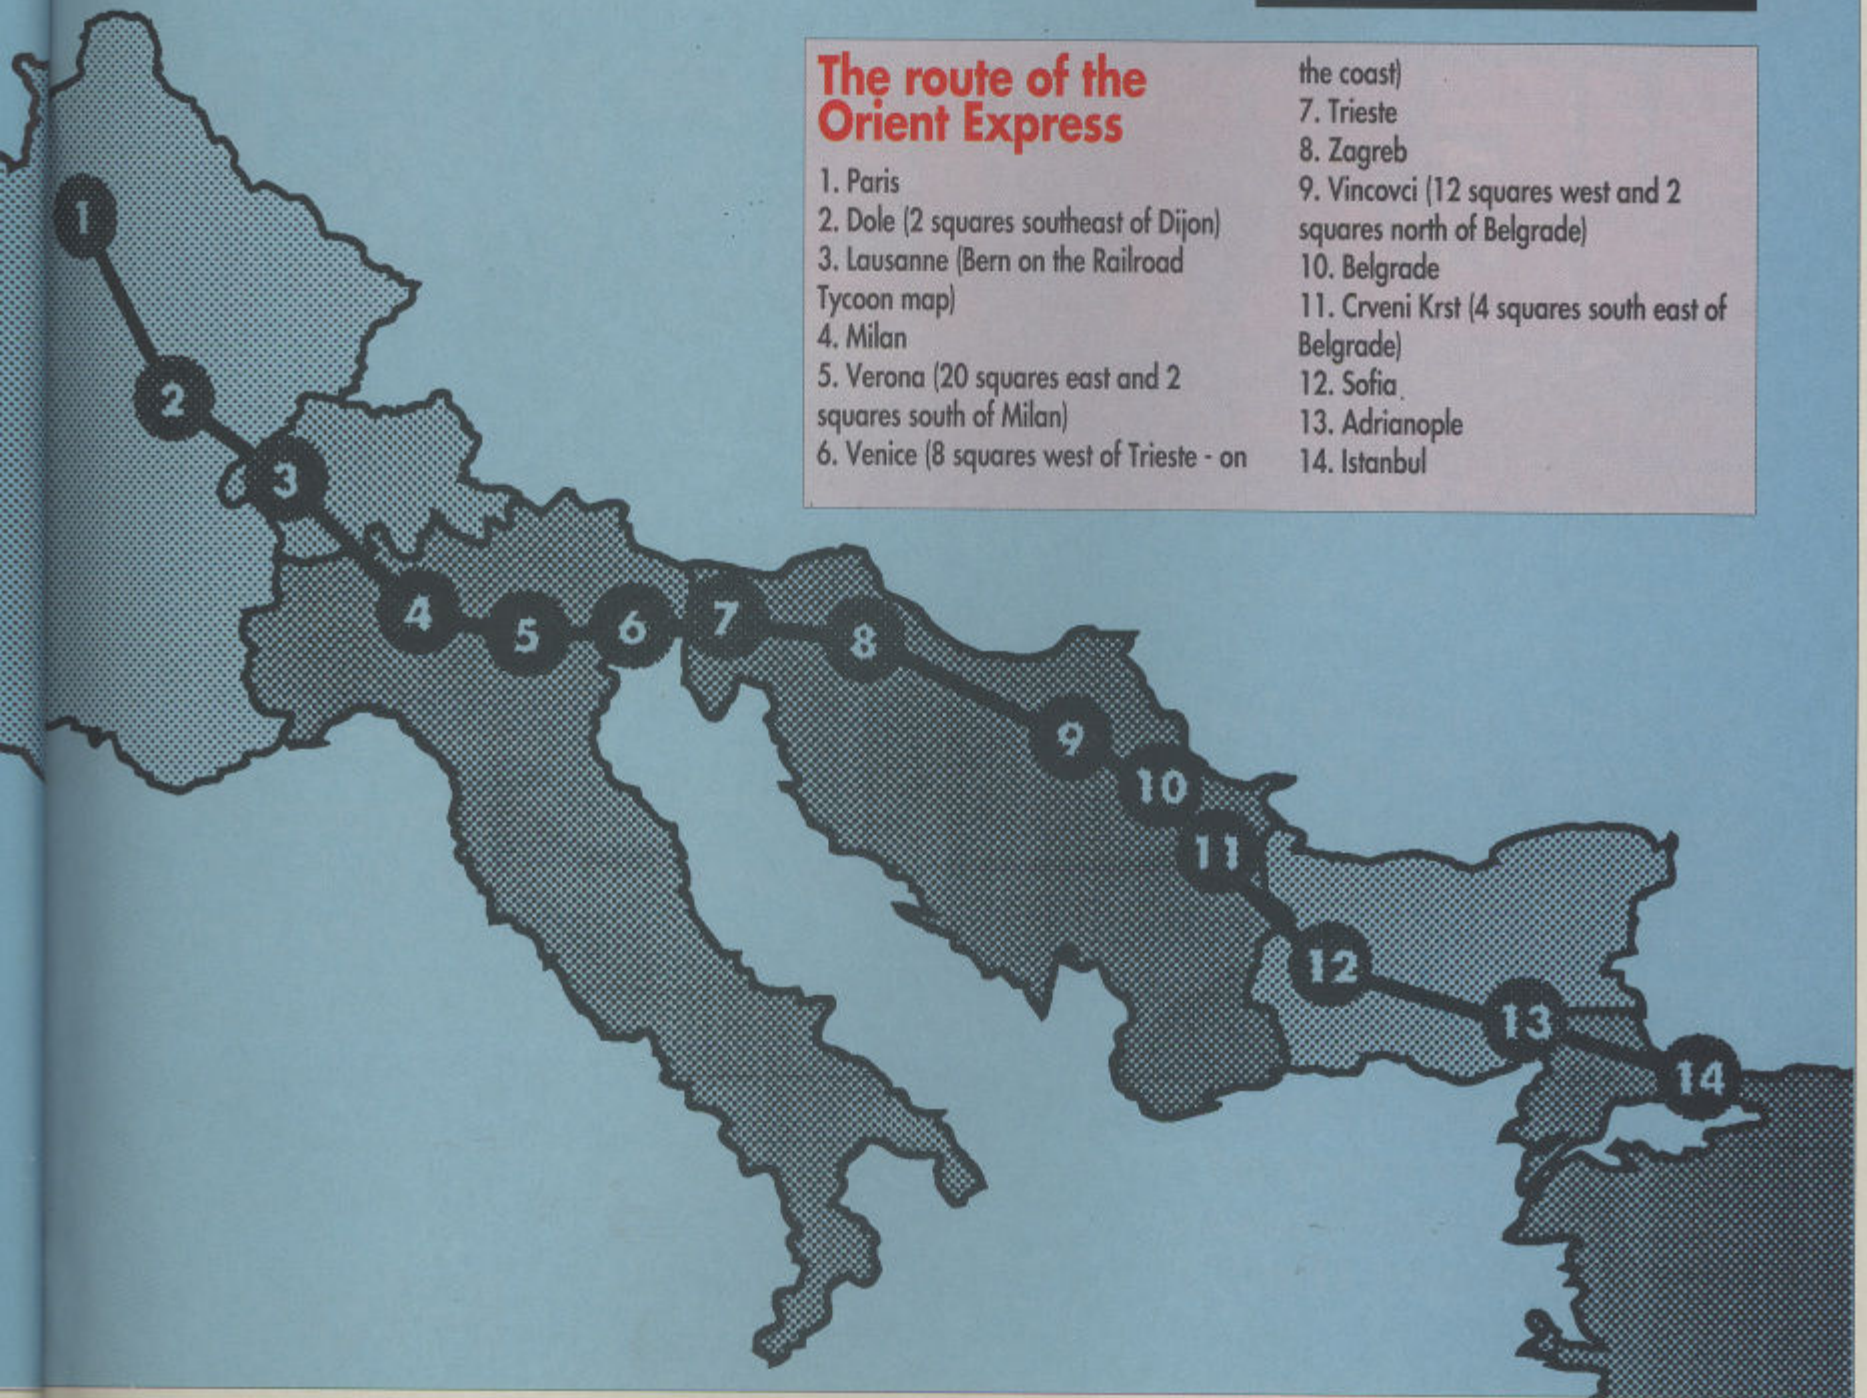 The route of the
Orient Express
1. Paris
2. Dole (2 squares southeast of Dijon)
3. Lausanne (Bern on the Railroad
Tycoon map)
4. Milan
5. Verona (20 squares east and 2
squares south of Milan)
6. Venice (8 squares west of Trieste - on
the coast)
7. Trieste
8. Zagreb
9. Vincovci (12 squares west and 2
squares north of Belgrade)
10. Belgrade
11. Crveni Krst (4 squares south east of
Belgrade)
12. Sofia
13. Adrianople
14. Istanbul
1
2
3
4
5
6
7
8
9
10
11
12
13
14